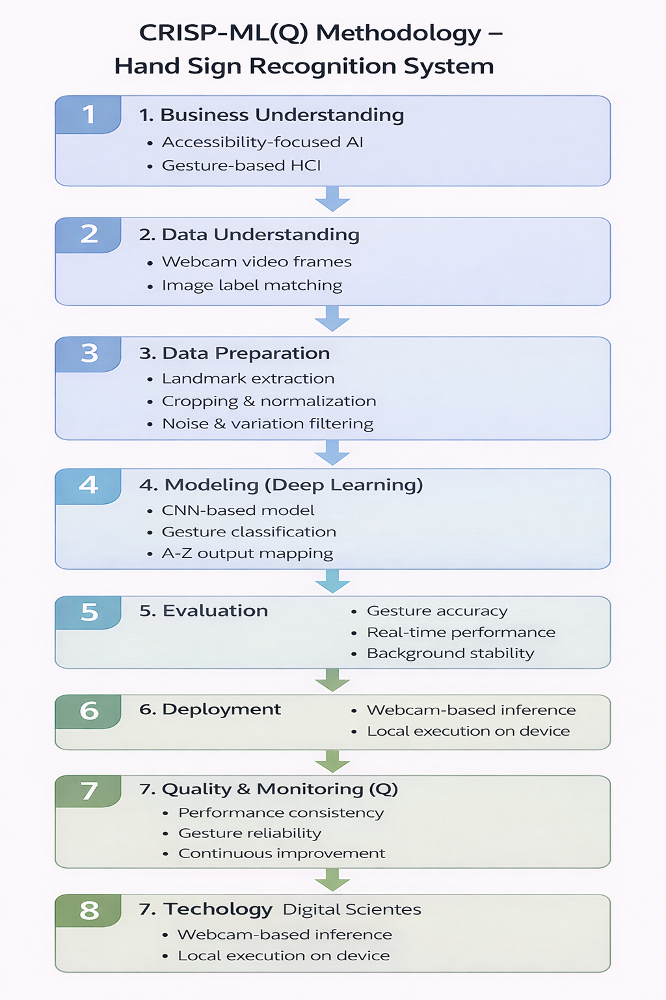 CRISP-ML(Q) Methodology –
Hand Sign Recognition System
1
1. Business Understanding
• Accessibility-focused AI
• Gesture-based HCI
2
2. Data Understanding
• Webcam video frames
• Image label matching
3
3. Data Preparation
• Landmark extraction
• Cropping & normalization
• Noise & variation filtering
4
4. Modeling (Deep Learning)
• CNN-based model
• Gesture classification
• A-Z output mapping
5
5. Evaluation
• Gesture accuracy
• Real-time performance
• Background stability
6
6. Deployment
• Webcam-based inference
• Local execution on device
7
7. Quality & Monitoring (Q)
• Performance consistency
• Gesture reliability
• Continuous improvement
8
7. Techology Digital Scientes
• Webcam-based inference
• Local execution on device